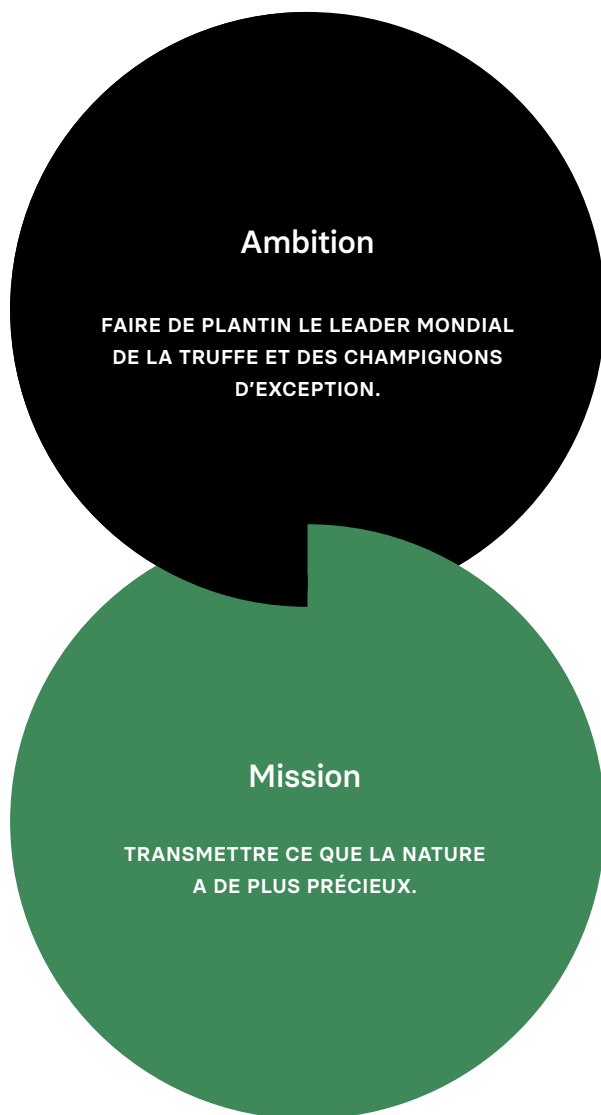 Ambition
FAIRE DE PLANTIN LE LEADER MONDIAL
DE LA TRUFFE ET DES CHAMPIGNONS
D'EXCEPTION.
Mission
TRANSMETTRE CE QUE LA NATURE
A DE PLUS PRÉCIEUX.